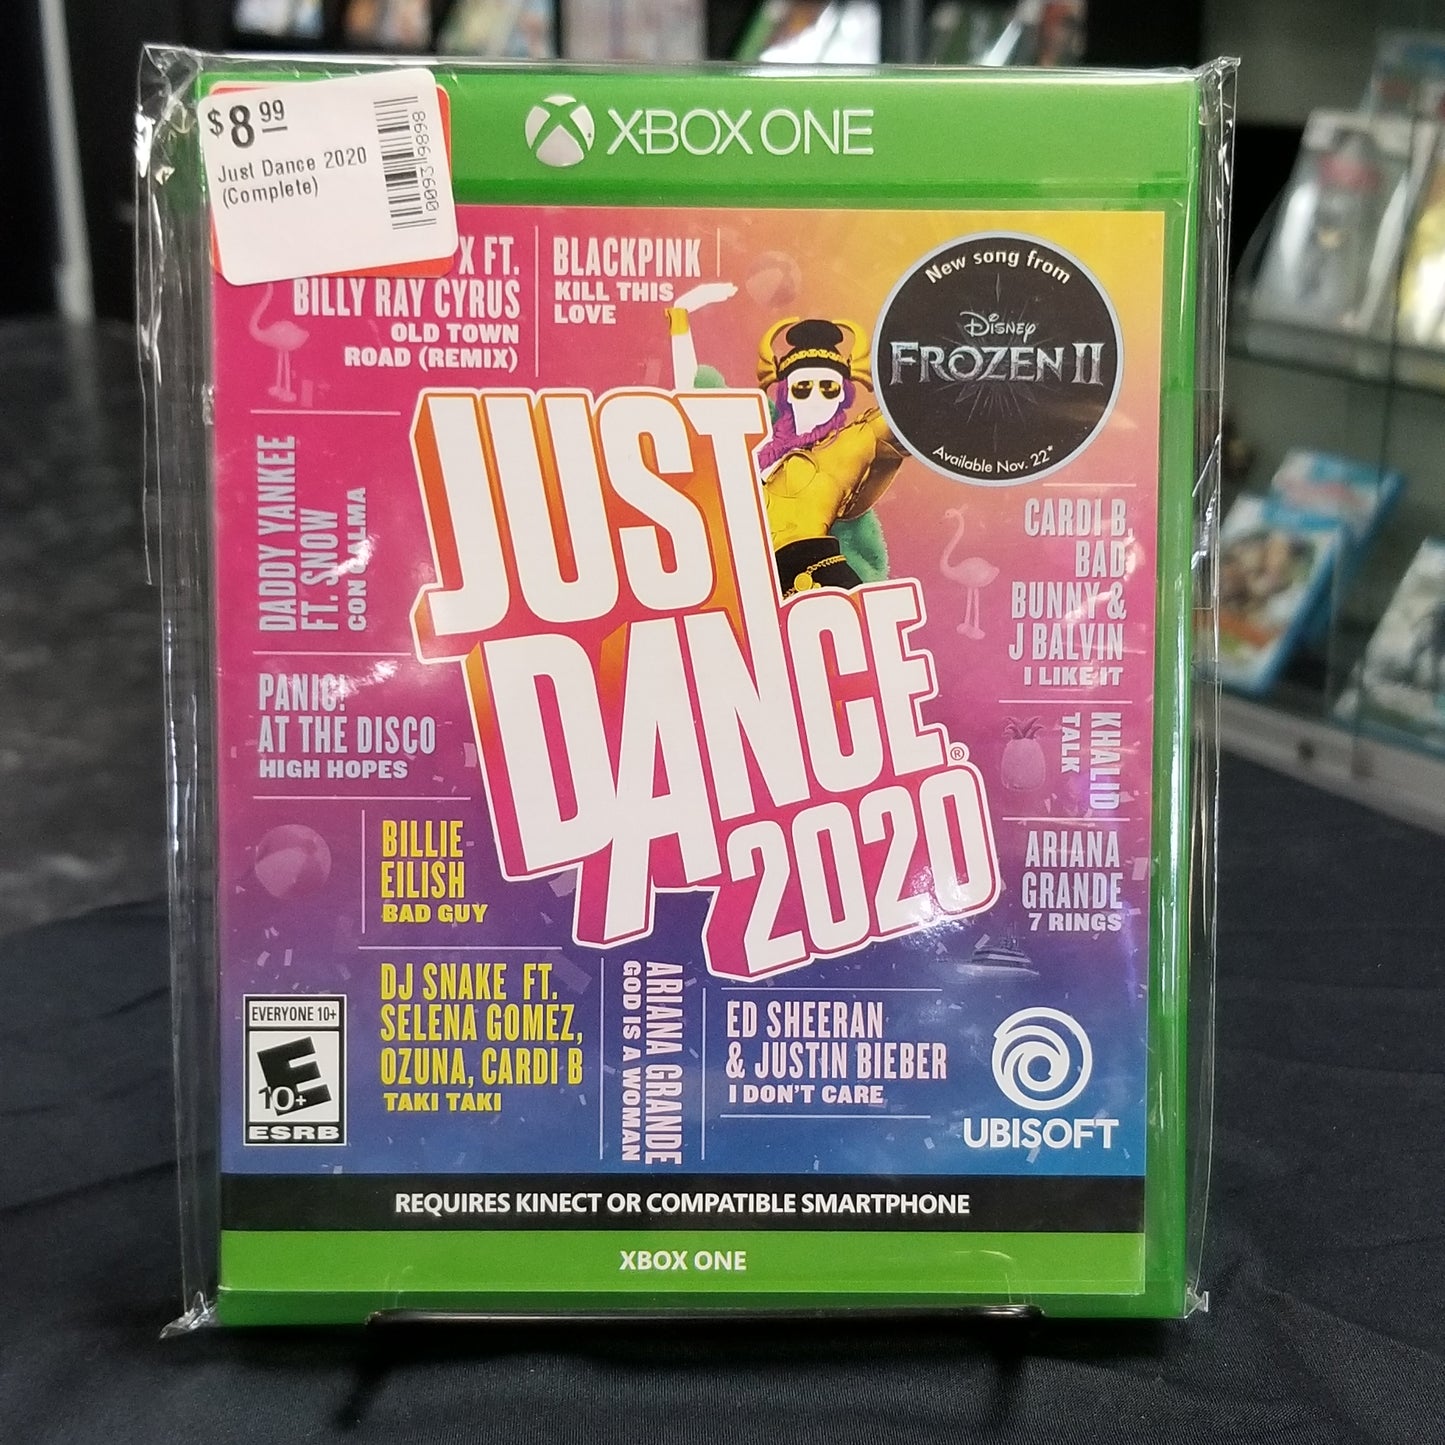 $8.99
Just Dance 2020
(Complete)
009319898
XBOX ONE
X FT.
BILLY RAY CYRUS
OLD TOWN
ROAD (REMIX)
BLACKPINK
KILL THIS
LOVE
New song from
Disney
FROZEN II
Available Nov. 22*
JUST
DANCE®
2020
DADDY YANKEE
FT. SNOW
CON CALMA
CARDI B,
BAD
BUNNY &
J BALVIN
I LIKE IT
PANIC!
AT THE DISCO
HIGH HOPES
KHALID
TALK
BILLIE
EILISH
BAD GUY
ARIANA
GRANDE
7 RINGS
DJ SNAKE FT.
SELENA GOMEZ,
OZUNA, CARDI B
TAKI TAKI
ARIANA GRANDE
GOD IS A WOMAN
ED SHEERAN
& JUSTIN BIEBER
I DON'T CARE
EVERYONE 10+
E
10+
ESRB
UBISOFT
REQUIRES KINECT OR COMPATIBLE SMARTPHONE
XBOX ONE